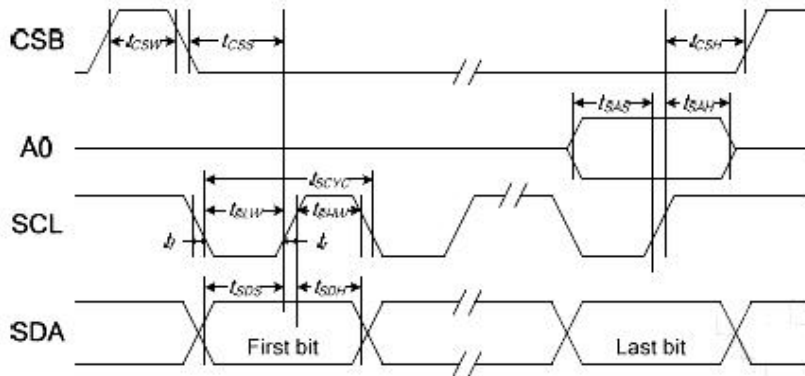 CSB
tCSW
tCSS
tCSH
A0
tSAS
tSAH
SCL
tSCYC
tSLW
tSHW
tf
tr
SDA
tSDS
tSDH
First bit
Last bit